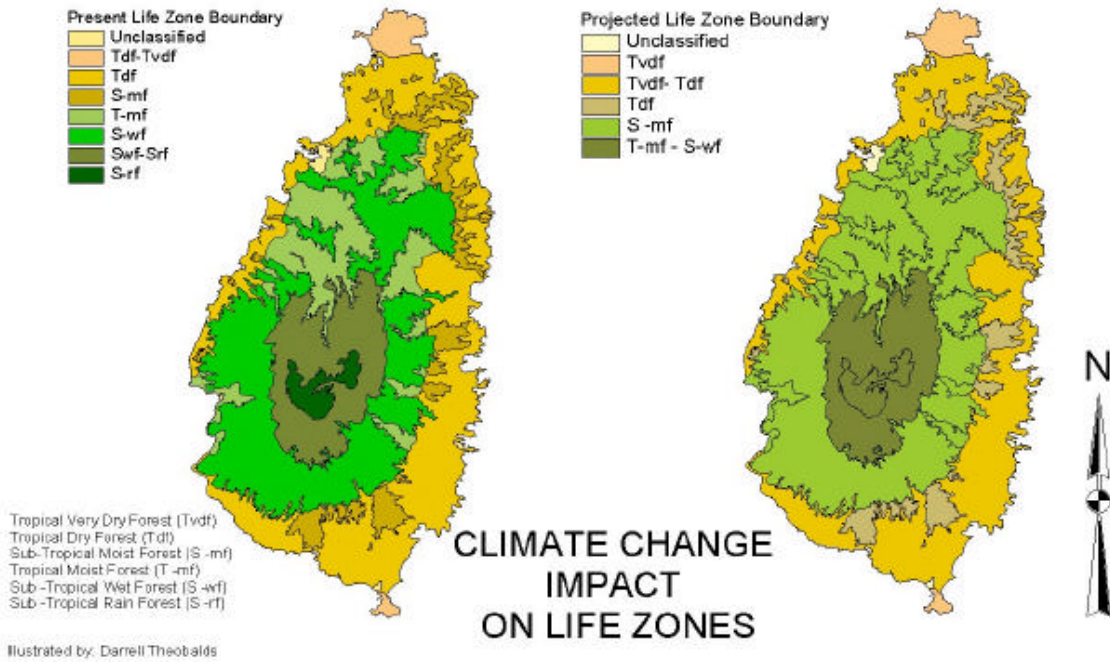 Present Life Zone Boundary
Unclassified
Tdf-Tvdf
Tdf
S-mf
T-mf
S-wf
Swf-Srf
S-rf
Projected Life Zone Boundary
Unclassified
Tvdf
Tvdf- Tdf
Tdf
S -mf
T-mf - S-wf
N
Tropical Very Dry Forest (Tvdf)
Tropical Dry Forest (Tdf)
Sub-Tropical Moist Forest (S -mf)
Tropical Moist Forest (T -mf)
Sub -Tropical Wet Forest (S -wf)
Sub -Tropical Rain Forest (S -rf)
CLIMATE CHANGE
IMPACT
ON LIFE ZONES
Illustrated by: Darrell Theobalds